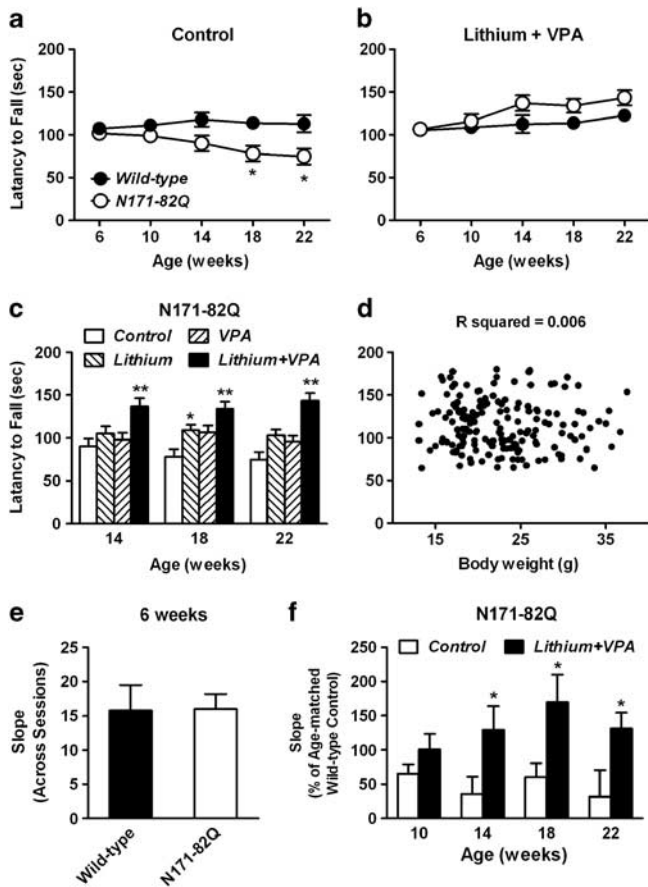 a
Control
Latancy to Fall (sec)
200
150
100
50
0
Wild-type
N171-82Q
*
*
6 10 14 18 22
Age (weeks)
b
Lithium + VPA
200
150
100
50
0
6 10 14 18 22
Age (weeks)
c
N171-82Q
Control
VPA
Lithium
Lithium+VPA
Latency to Fall (sec)
200
150
100
50
0
**
*
**
**
14 18 22
Age (weeks)
d
R squared = 0.006
200
150
100
50
0
15 25 35
Body weight (g)
e
6 weeks
Slope
(Across Sessions)
25
20
15
10
5
0
Wild-type
N171-82Q
f
N171-82Q
Control
Lithium+VPA
Slope
(% of Age-matched
Wild-type Control)
250
200
150
100
50
0
*
*
*
10 14 18 22
Age (weeks)